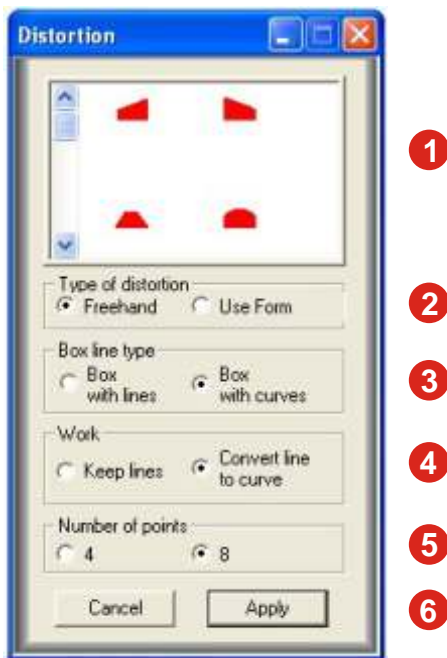 Distortion
1
Type of distortion
Freehand Use Form
2
Box line type
Box with lines
Box with curves
3
Work
Keep lines
Convert line to curve
4
Number of points
4 8
5
Cancel Apply
6